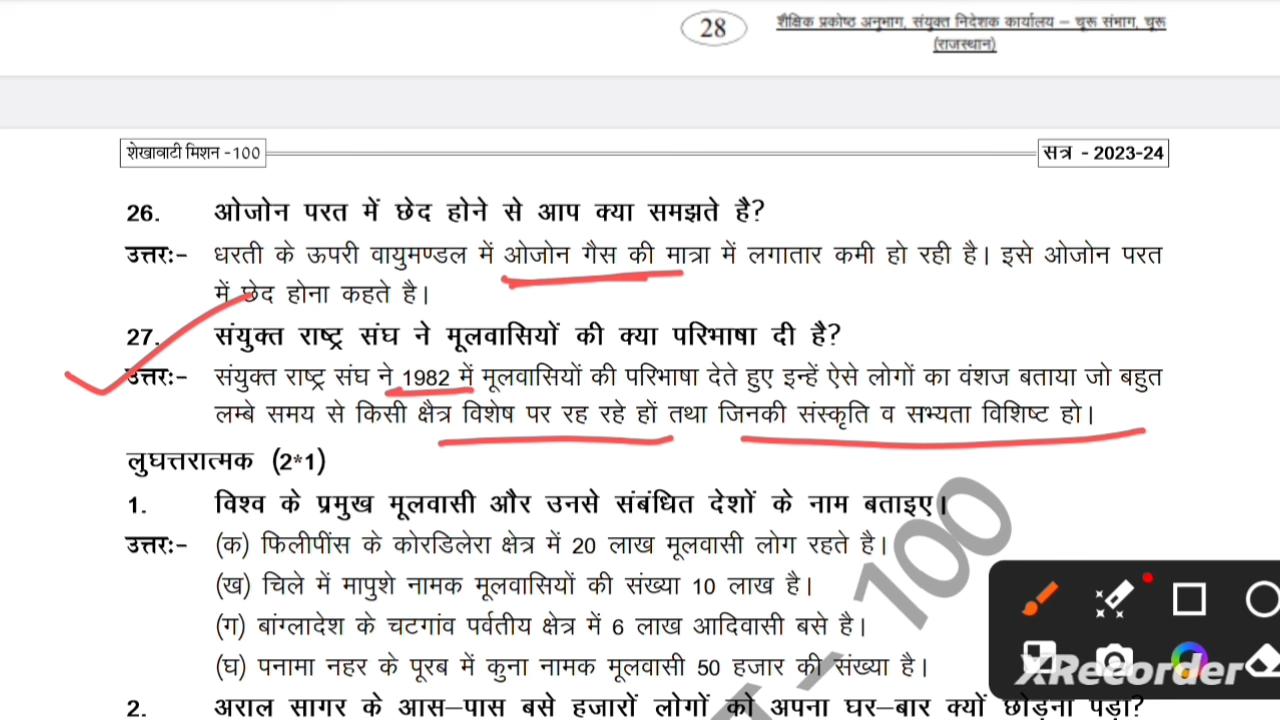 28
शैक्षिक प्रकोष्ठ अनुभाग, संयुक्त निदेशक कार्यालय – चूरू संभाग, चूरू
(राजस्थान)
शेखावाटी मिशन -100
सत्र - 2023-24
26. ओजोन परत में छेद होने से आप क्या समझते है?
उत्तरः- धरती के ऊपरी वायुमण्डल में ओजोन गैस की मात्रा में लगातार कमी हो रही है। इसे ओजोन परत
में छेद होना कहते है।
27. संयुक्त राष्ट्र संघ ने मूलवासियों की क्या परिभाषा दी है?
उत्तरः- संयुक्त राष्ट्र संघ ने 1982 में मूलवासियों की परिभाषा देते हुए इन्हें ऐसे लोगों का वंशज बताया जो बहुत
लम्बे समय से किसी क्षैत्र विशेष पर रह रहे हों तथा जिनकी संस्कृति व सभ्यता विशिष्ट हो।
लुघत्तरात्मक (2*1)
1. विश्व के प्रमुख मूलवासी और उनसे संबंधित देशों के नाम बताइए।
उत्तरः- (क) फिलीपींस के कोरडिलेरा क्षेत्र में 20 लाख मूलवासी लोग रहते है।
(ख) चिले में मापुशे नामक मूलवासियों की संख्या 10 लाख है।
(ग) बांग्लादेश के चटगांव पर्वतीय क्षेत्र में 6 लाख आदिवासी बसे है।
(घ) पनामा नहर के पूरब में कुना नामक मूलवासी 50 हजार की संख्या है।
2. अराल सागर के आस–पास बसे हजारों लोगों को अपना घर–बार क्यों छोड़ना पड़ा?
- 100
XRecorder